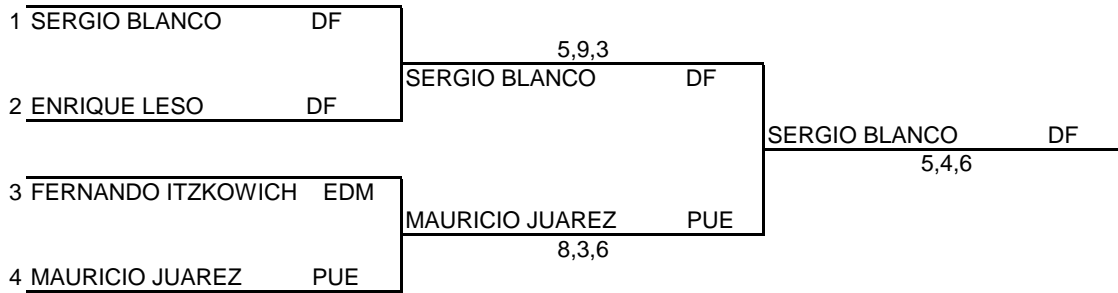 1 SERGIO BLANCO DF
5,9,3
SERGIO BLANCO DF
2 ENRIQUE LESO DF
SERGIO BLANCO DF
5,4,6
3 FERNANDO ITZKOWICH EDM
MAURICIO JUAREZ PUE
8,3,6
4 MAURICIO JUAREZ PUE